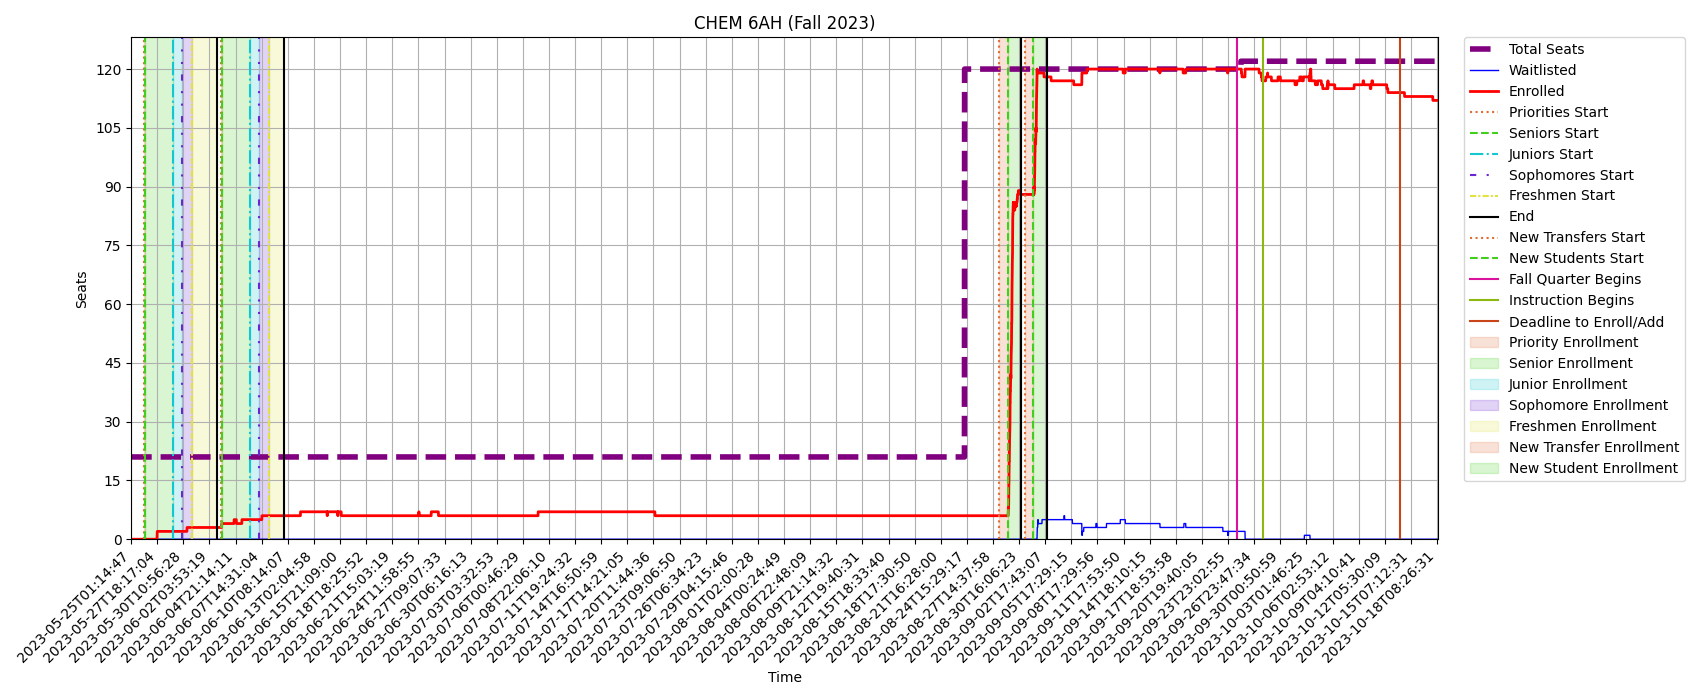 CHEM 6AH (Fall 2023)
Seats
120
105
90
75
60
45
30
15
0
2023-05-25T01:14:47
2023-05-27T18:17:04
2023-05-30T10:56:28
2023-06-02T03:53:19
2023-06-04T21:14:11
2023-06-07T14:31:04
2023-06-10T08:14:07
2023-06-13T02:04:58
2023-06-15T21:09:00
2023-06-18T18:25:52
2023-06-21T15:03:19
2023-06-24T11:58:55
2023-06-27T09:07:33
2023-06-30T06:16:13
2023-07-03T03:32:53
2023-07-06T00:46:29
2023-07-08T22:06:10
2023-07-11T19:24:32
2023-07-14T16:50:59
2023-07-17T14:21:05
2023-07-20T11:44:36
2023-07-23T09:06:50
2023-07-26T06:34:23
2023-07-29T04:15:46
2023-08-01T02:00:28
2023-08-04T00:24:49
2023-08-06T22:48:09
2023-08-09T21:14:32
2023-08-12T19:40:31
2023-08-15T18:33:40
2023-08-18T17:30:50
2023-08-21T16:28:00
2023-08-24T15:29:17
2023-08-27T14:37:58
2023-08-30T16:06:23
2023-09-02T17:43:07
2023-09-05T17:29:15
2023-09-08T17:29:56
2023-09-11T17:53:50
2023-09-14T18:10:15
2023-09-17T18:53:58
2023-09-20T19:40:05
2023-09-23T23:02:55
2023-09-26T23:47:34
2023-09-30T00:50:59
2023-10-03T01:46:25
2023-10-06T02:53:12
2023-10-09T04:10:41
2023-10-12T05:30:09
2023-10-15T07:12:31
2023-10-18T08:26:31
Time
Total Seats
Waitlisted
Enrolled
Priorities Start
Seniors Start
Juniors Start
Sophomores Start
Freshmen Start
End
New Transfers Start
New Students Start
Fall Quarter Begins
Instruction Begins
Deadline to Enroll/Add
Priority Enrollment
Senior Enrollment
Junior Enrollment
Sophomore Enrollment
Freshmen Enrollment
New Transfer Enrollment
New Student Enrollment